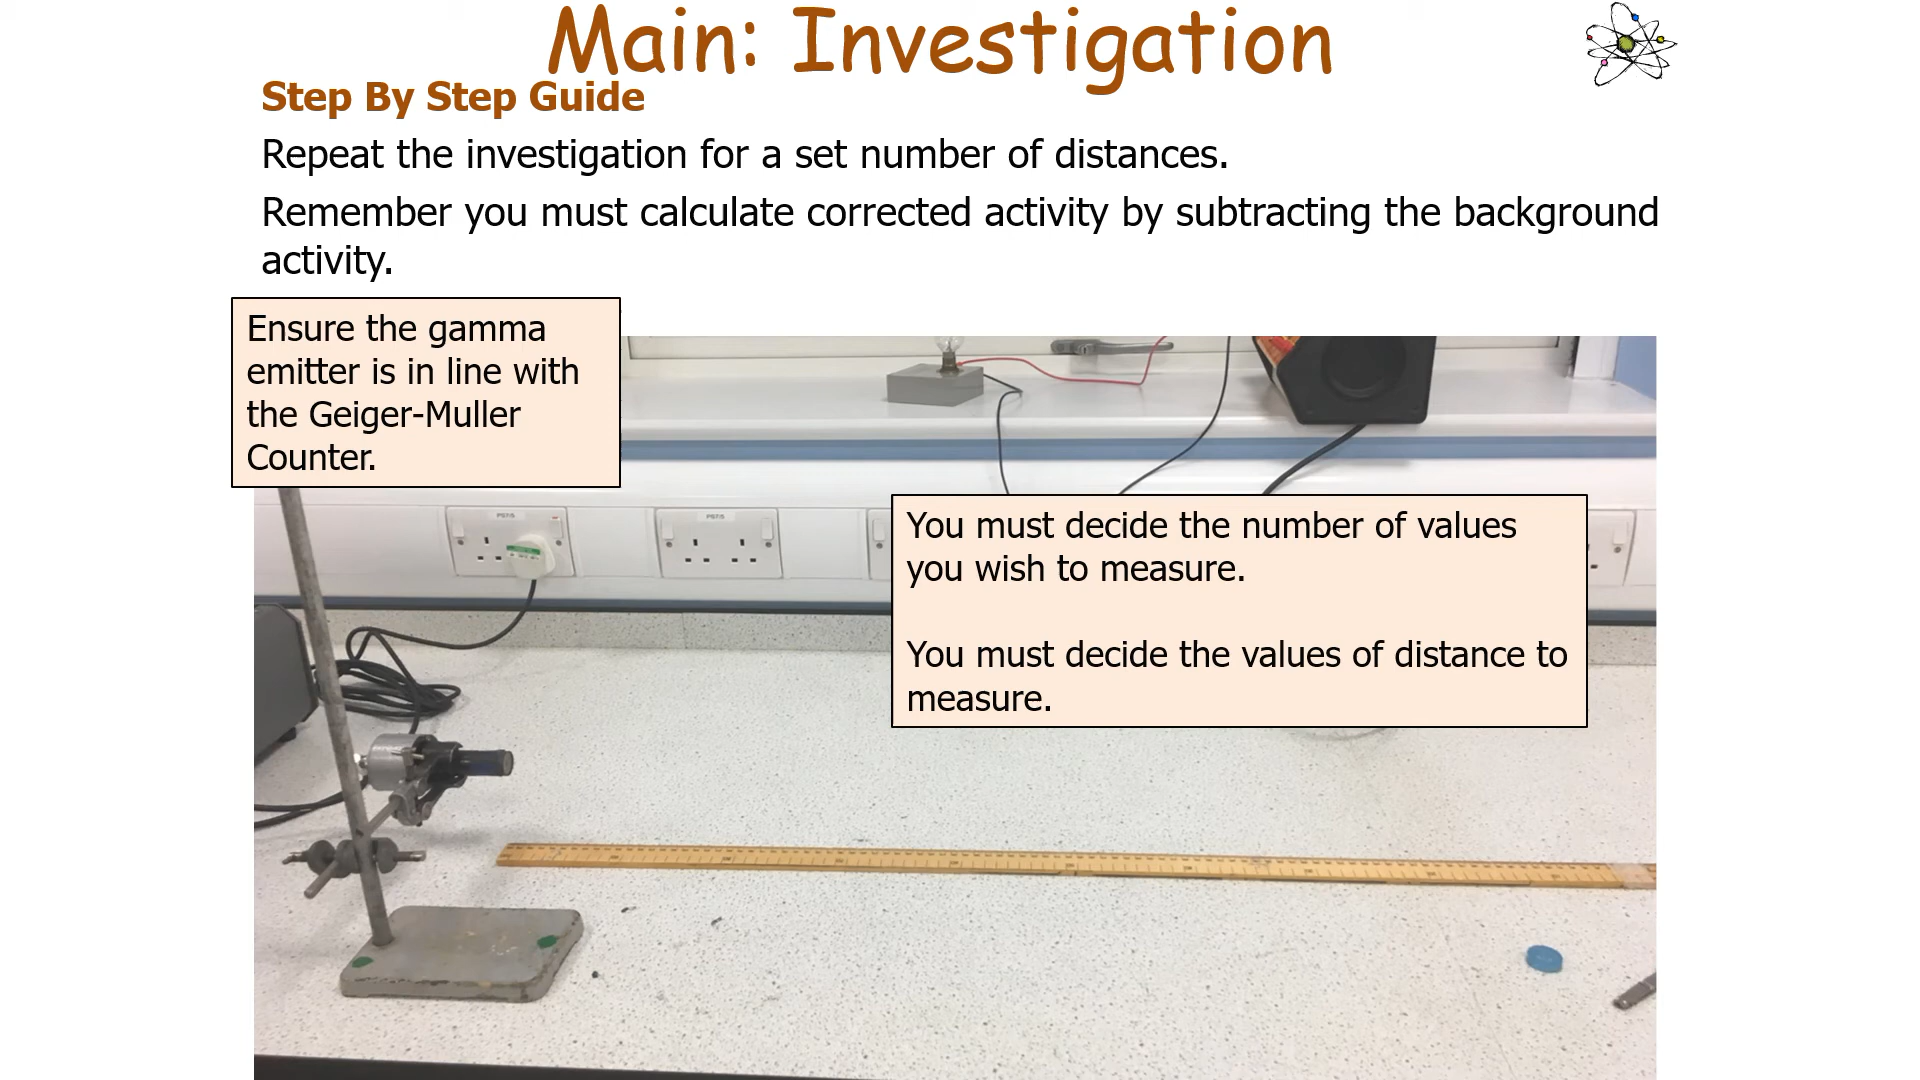 Main: Investigation
Step By Step Guide
Repeat the investigation for a set number of distances.
Remember you must calculate corrected activity by subtracting the background
activity.
Ensure the gamma
emitter is in line with
the Geiger-Muller
Counter.
You must decide the number of values
you wish to measure.
You must decide the values of distance to
measure.